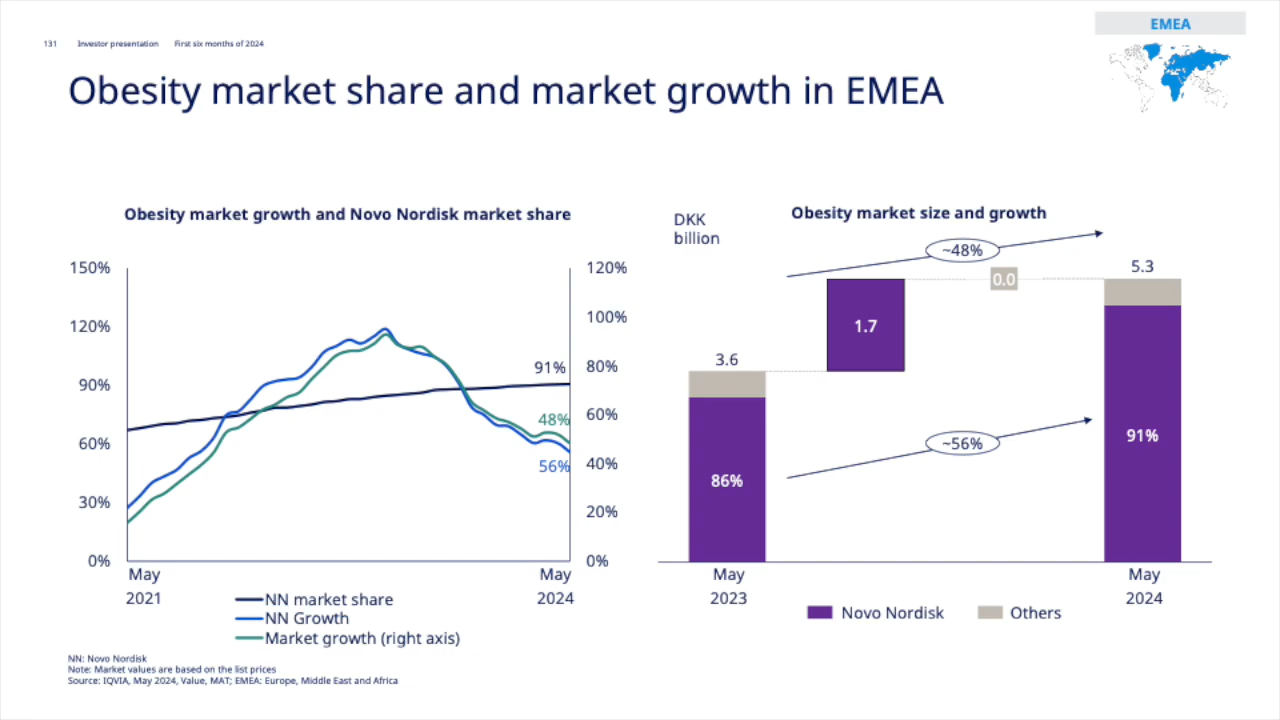 EMEA
131 Investor presentation First six months of 2024
Obesity market share and market growth in EMEA
Obesity market growth and Novo Nordisk market share
150%
120%
90%
60%
30%
0%
120%
100%
80%
60%
40%
20%
0%
91%
48%
56%
May
2021
May
2024
NN market share
NN Growth
Market growth (right axis)
DKK
billion
Obesity market size and growth
~48%
0.0
5.3
1.7
3.6
~56%
91%
86%
May
2023
May
2024
Novo Nordisk
Others
NN: Novo Nordisk
Note: Market values are based on the list prices
Source: IQVIA, May 2024, Value, MAT; EMEA: Europe, Middle East and Africa